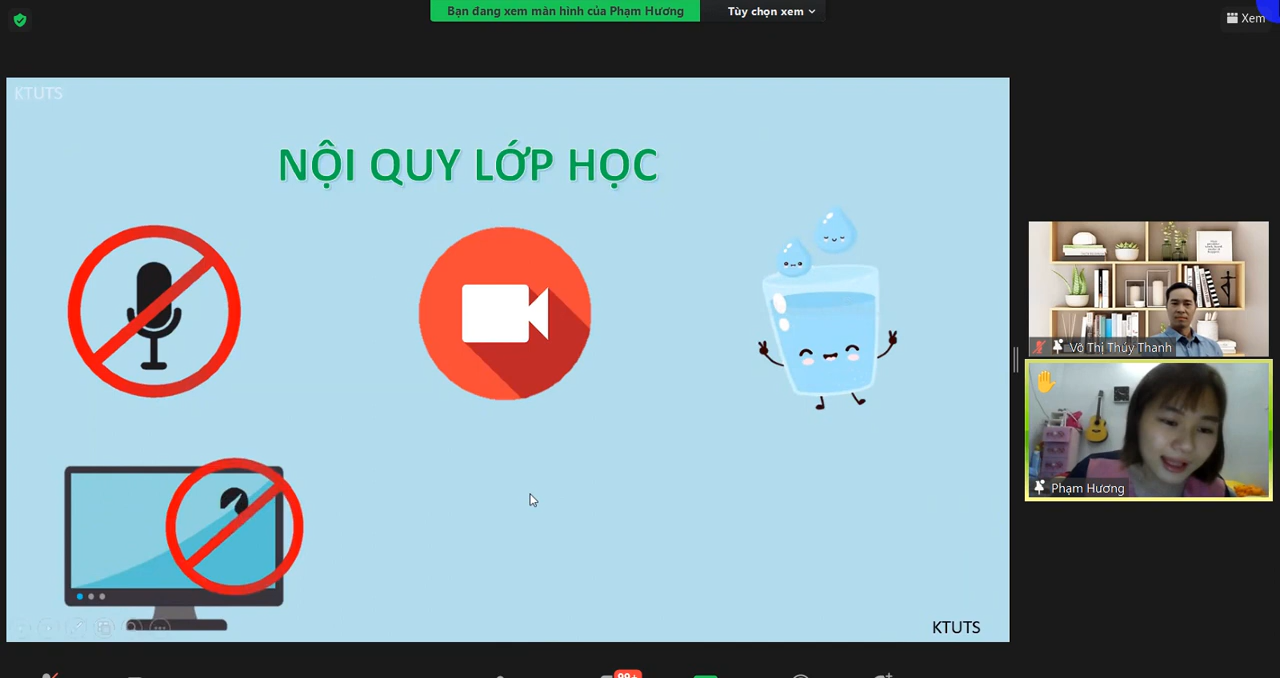 Bạn đang xem màn hình của Phạm Hương
Tùy chọn xem
Xem
KTUTS
NỘI QUY LỚP HỌC
Võ Thị Thúy Thanh
Phạm Hương
KTUTS
99+